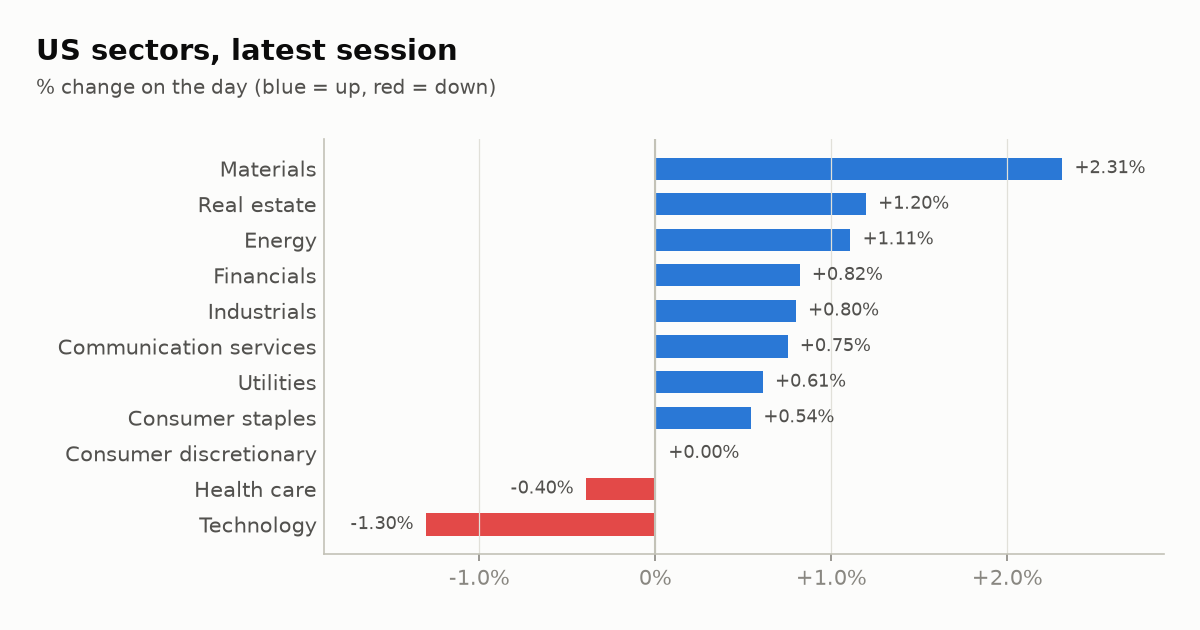 US sectors, latest session
% change on the day (blue = up, red = down)
Materials +2.31%
Real estate +1.20%
Energy +1.11%
Financials +0.82%
Industrials +0.80%
Communication services +0.75%
Utilities +0.61%
Consumer staples +0.54%
Consumer discretionary +0.00%
Health care -0.40%
Technology -1.30%
-1.0% 0% +1.0% +2.0%